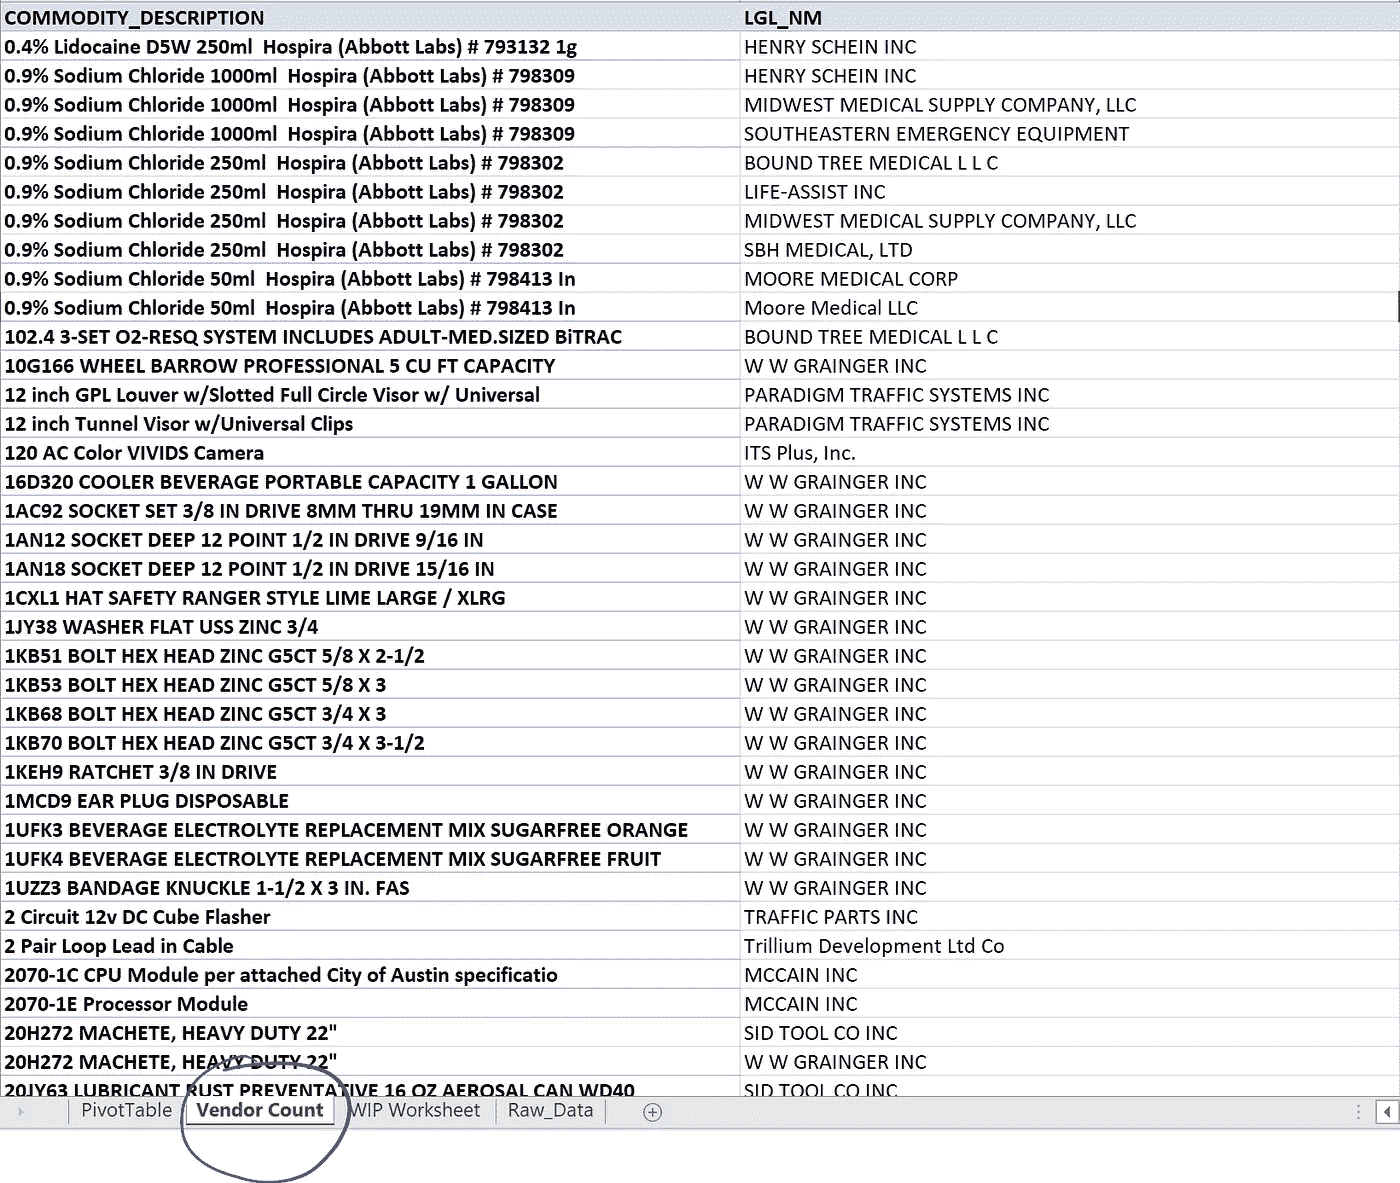 COMMODITY_DESCRIPTION LGL_NM
0.4% Lidocaine D5W 250ml  Hospira (Abbott Labs) # 793132 1g HENRY SCHEIN INC
0.9% Sodium Chloride 1000ml  Hospira (Abbott Labs) # 798309 HENRY SCHEIN INC
0.9% Sodium Chloride 1000ml  Hospira (Abbott Labs) # 798309 MIDWEST MEDICAL SUPPLY COMPANY, LLC
0.9% Sodium Chloride 1000ml  Hospira (Abbott Labs) # 798309 SOUTHEASTERN EMERGENCY EQUIPMENT
0.9% Sodium Chloride 250ml  Hospira (Abbott Labs) # 798302 BOUND TREE MEDICAL L L C
0.9% Sodium Chloride 250ml  Hospira (Abbott Labs) # 798302 LIFE-ASSIST INC
0.9% Sodium Chloride 250ml  Hospira (Abbott Labs) # 798302 MIDWEST MEDICAL SUPPLY COMPANY, LLC
0.9% Sodium Chloride 250ml  Hospira (Abbott Labs) # 798302 SBH MEDICAL, LTD
0.9% Sodium Chloride 50ml  Hospira (Abbott Labs) # 798413 In MOORE MEDICAL CORP
0.9% Sodium Chloride 50ml  Hospira (Abbott Labs) # 798413 In Moore Medical LLC
102.4 3-SET O2-RESQ SYSTEM INCLUDES ADULT-MED.SIZED BiTRAC BOUND TREE MEDICAL L L C
10G166 WHEEL BARROW PROFESSIONAL 5 CU FT CAPACITY W W GRAINGER INC
12 inch GPL Louver w/Slotted Full Circle Visor w/ Universal PARADIGM TRAFFIC SYSTEMS INC
12 inch Tunnel Visor w/Universal Clips PARADIGM TRAFFIC SYSTEMS INC
120 AC Color VIVIDS Camera ITS Plus, Inc.
16D320 COOLER BEVERAGE PORTABLE CAPACITY 1 GALLON W W GRAINGER INC
1AC92 SOCKET SET 3/8 IN DRIVE 8MM THRU 19MM IN CASE W W GRAINGER INC
1AN12 SOCKET DEEP 12 POINT 1/2 IN DRIVE 9/16 IN W W GRAINGER INC
1AN18 SOCKET DEEP 12 POINT 1/2 IN DRIVE 15/16 IN W W GRAINGER INC
1CXL1 HAT SAFETY RANGER STYLE LIME LARGE / XLRG W W GRAINGER INC
1JY38 WASHER FLAT USS ZINC 3/4 W W GRAINGER INC
1KB51 BOLT HEX HEAD ZINC G5CT 5/8 X 2-1/2 W W GRAINGER INC
1KB53 BOLT HEX HEAD ZINC G5CT 5/8 X 3 W W GRAINGER INC
1KB68 BOLT HEX HEAD ZINC G5CT 3/4 X 3 W W GRAINGER INC
1KB70 BOLT HEX HEAD ZINC G5CT 3/4 X 3-1/2 W W GRAINGER INC
1KEH9 RATCHET 3/8 IN DRIVE W W GRAINGER INC
1MCD9 EAR PLUG DISPOSABLE W W GRAINGER INC
1UFK3 BEVERAGE ELECTROLYTE REPLACEMENT MIX SUGARFREE ORANGE W W GRAINGER INC
1UFK4 BEVERAGE ELECTROLYTE REPLACEMENT MIX SUGARFREE FRUIT W W GRAINGER INC
1UZZ3 BANDAGE KNUCKLE 1-1/2 X 3 IN. FAS W W GRAINGER INC
2 Circuit 12v DC Cube Flasher TRAFFIC PARTS INC
2 Pair Loop Lead in Cable Trillium Development Ltd Co
2070-1C CPU Module per attached City of Austin specificatio MCCAIN INC
2070-1E Processor Module MCCAIN INC
20H272 MACHETE, HEAVY DUTY 22" SID TOOL CO INC
20H272 MACHETE, HEAVY DUTY 22" W W GRAINGER INC
20JY63 LUBRICANT RUST PREVENTATIVE 16 OZ AEROSAL CAN WD40 SID TOOL CO INC
PivotTable Vendor Count WIP Worksheet Raw_Data